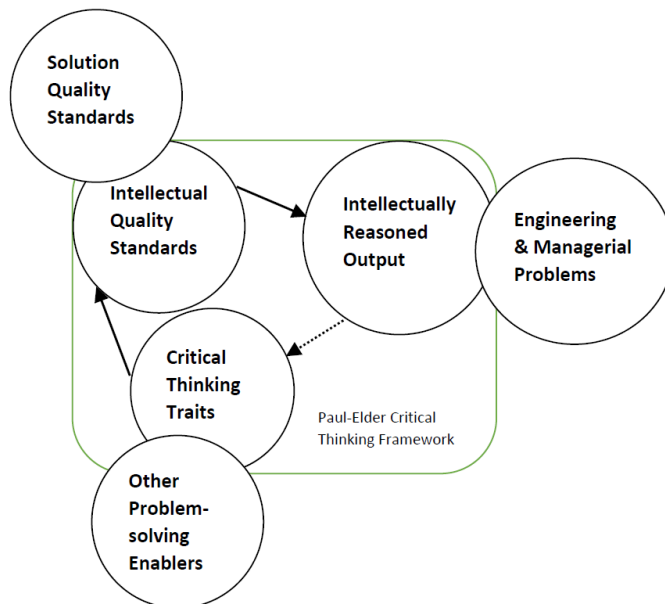 Solution
Quality
Standards
Intellectual
Quality
Standards
Intellectually
Reasoned
Output
Engineering
& Managerial
Problems
Critical
Thinking
Traits
Paul-Elder Critical
Thinking Framework
Other
Problem-
solving
Enablers